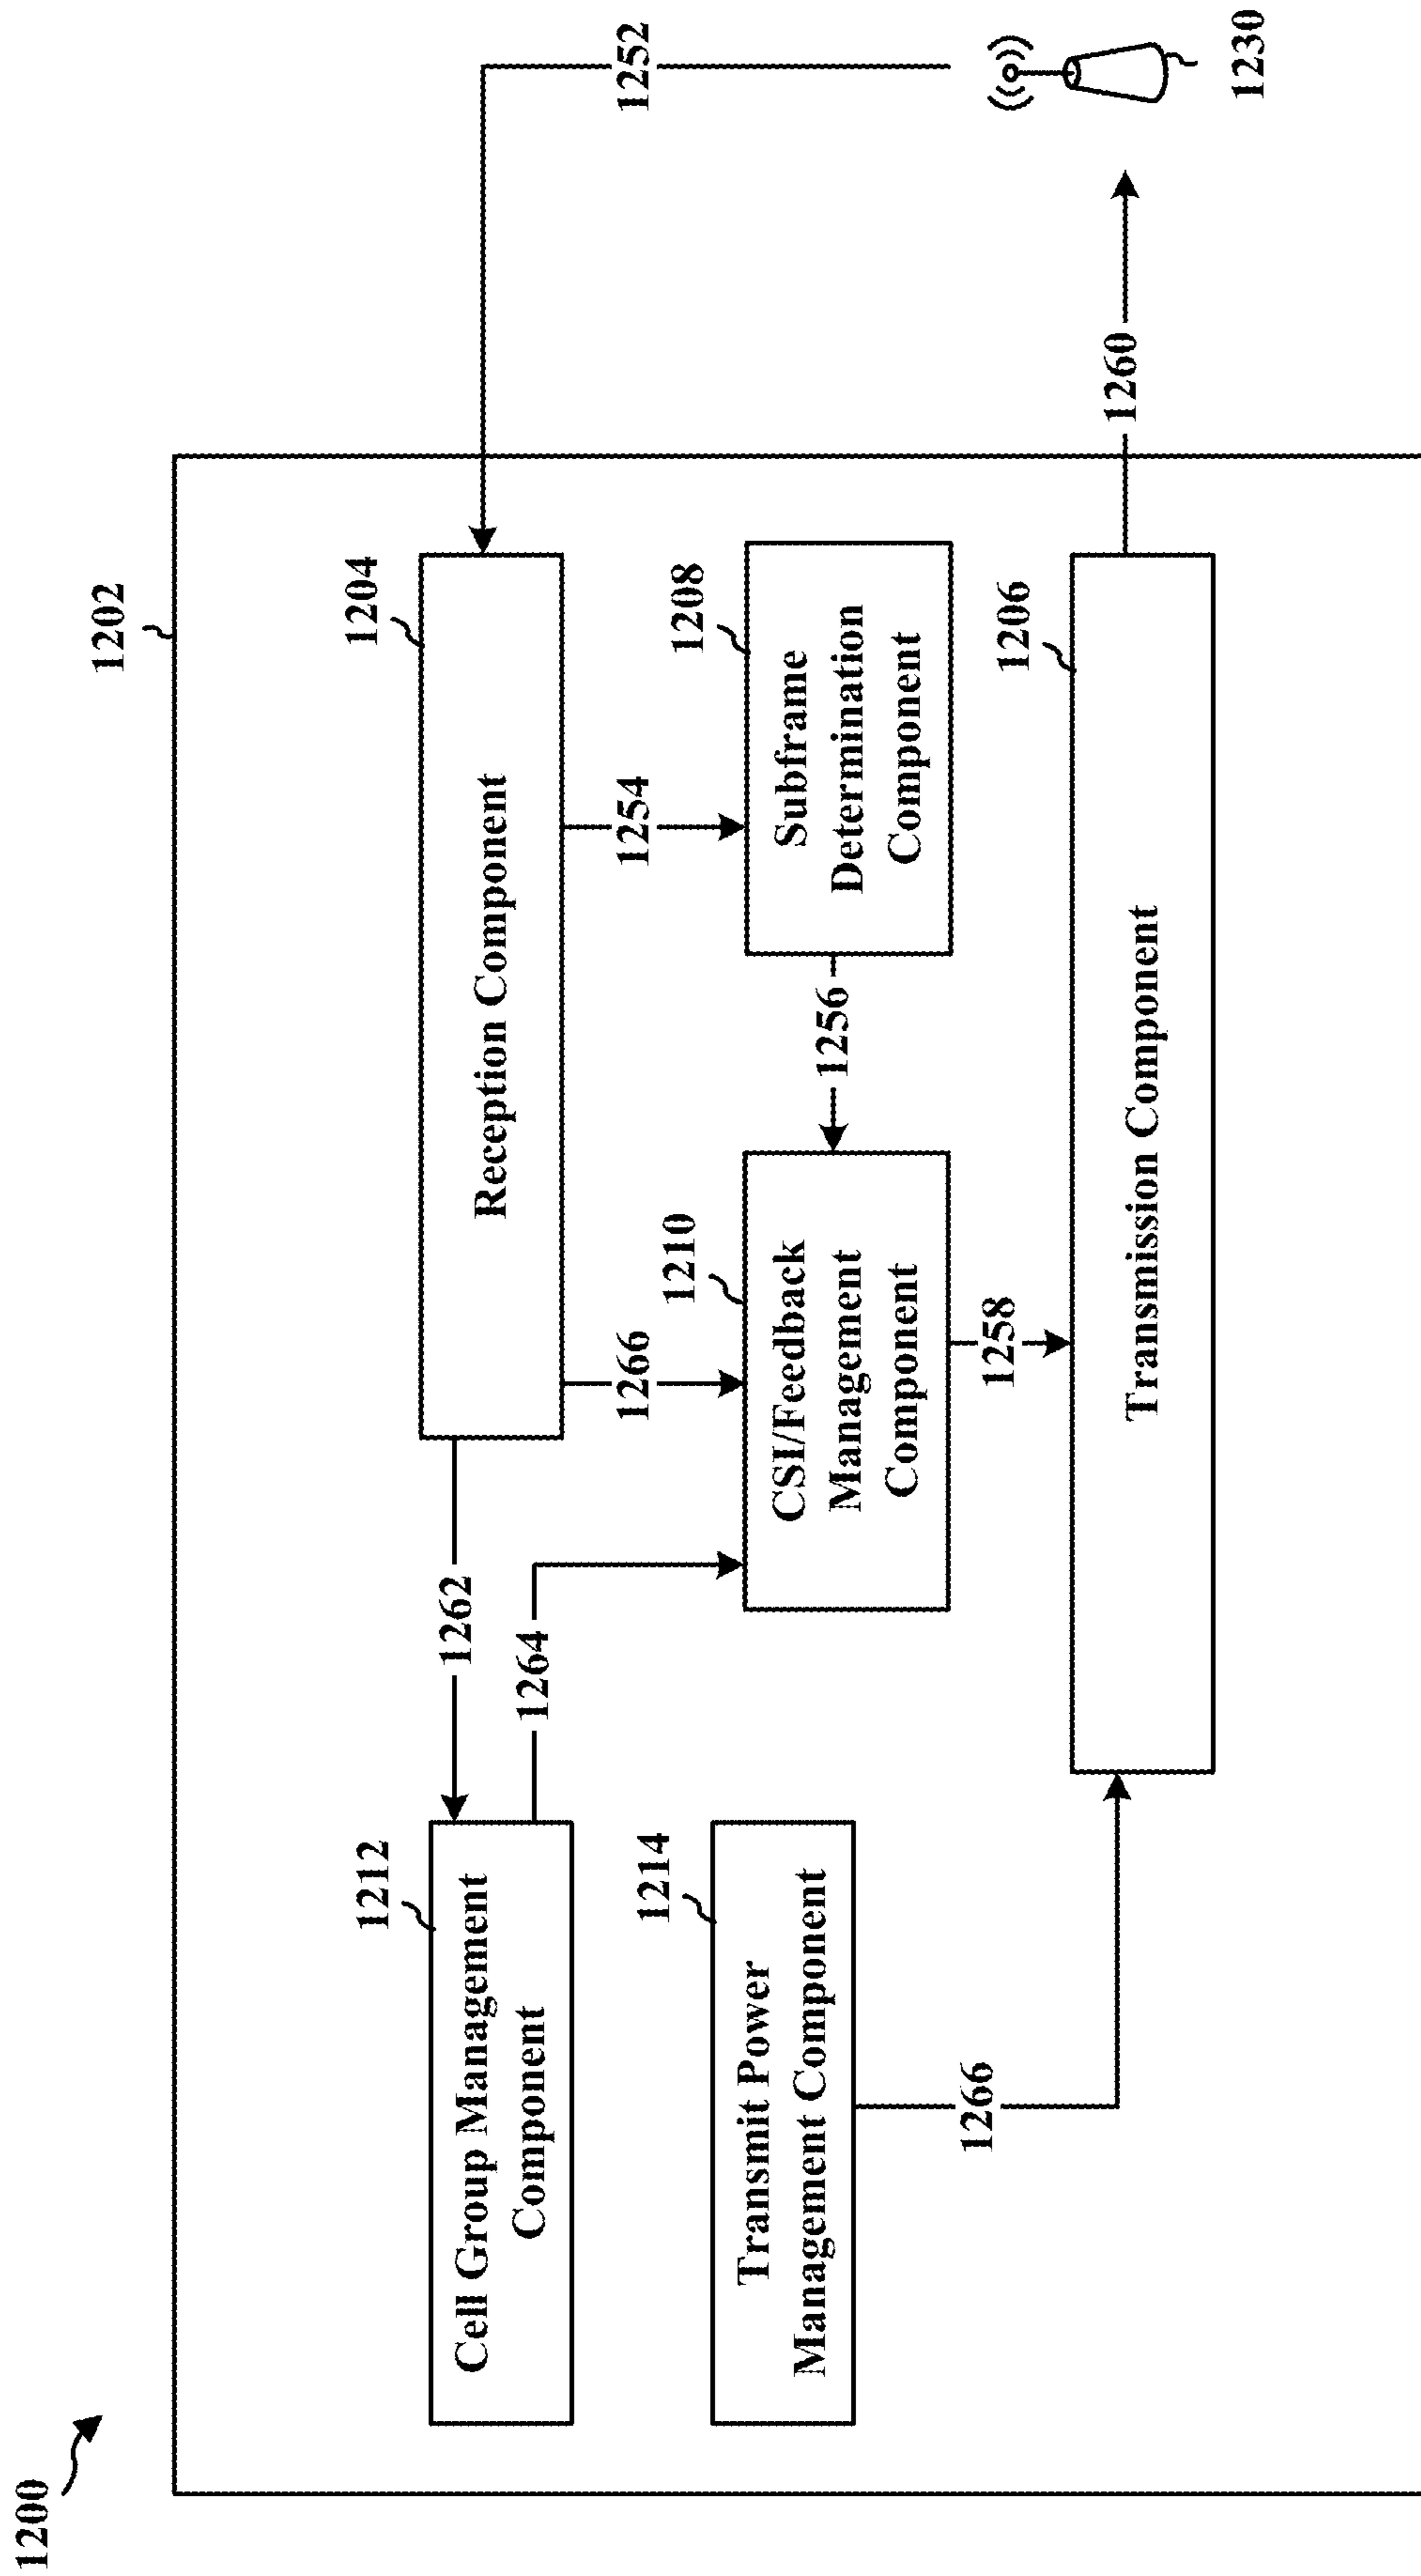 1200
1202
1252
1204
Reception Component
1212
Cell Group Management
Component
1262
1264
1266
1254
1208
Subframe
Determination
Component
1256
1210
CSI/Feedback
Management
Component
1214
Transmit Power
Management Component
1266
1258
1206
Transmission Component
1260
1230